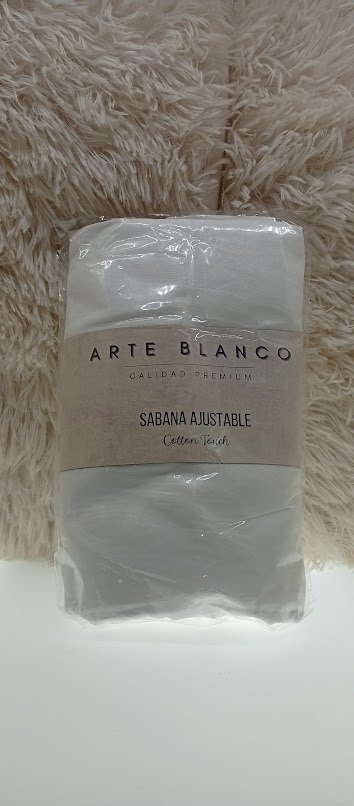 ARTE BLANCO
CALIDAD PREMIUM
SABANA AJUSTABLE
Cotton Touch